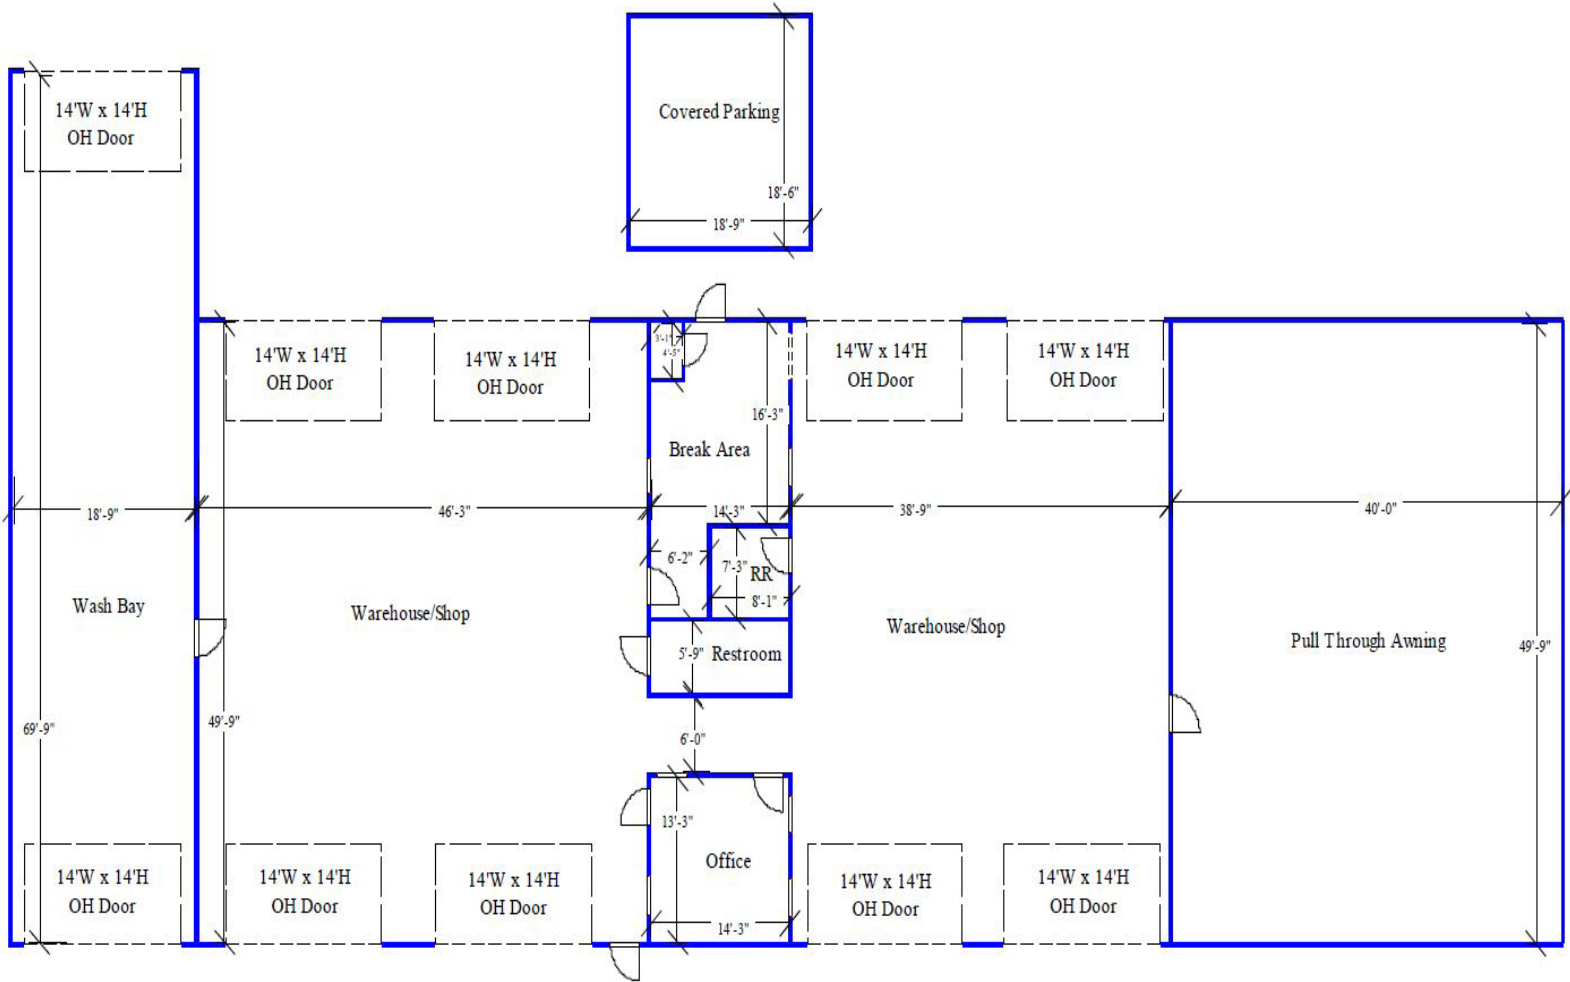 14'W x 14'H
OH Door
Covered Parking
18'-6"
18'-9"
14'W x 14'H
OH Door
14'W x 14'H
OH Door
3'-1"
4'-5"
14'W x 14'H
OH Door
14'W x 14'H
OH Door
16'-3"
Break Area
18'-9"
46'-3"
14'-3"
38'-9"
40'-0"
6'-2"
7'-3"
RR
8'-1"
Wash Bay
Warehouse/Shop
Warehouse/Shop
Pull Through Awning
5'-9"
Restroom
49'-9"
69'-9"
49'-9"
6'-0"
13'-3"
Office
14'-3"
14'W x 14'H
OH Door
14'W x 14'H
OH Door
14'W x 14'H
OH Door
14'W x 14'H
OH Door
14'W x 14'H
OH Door